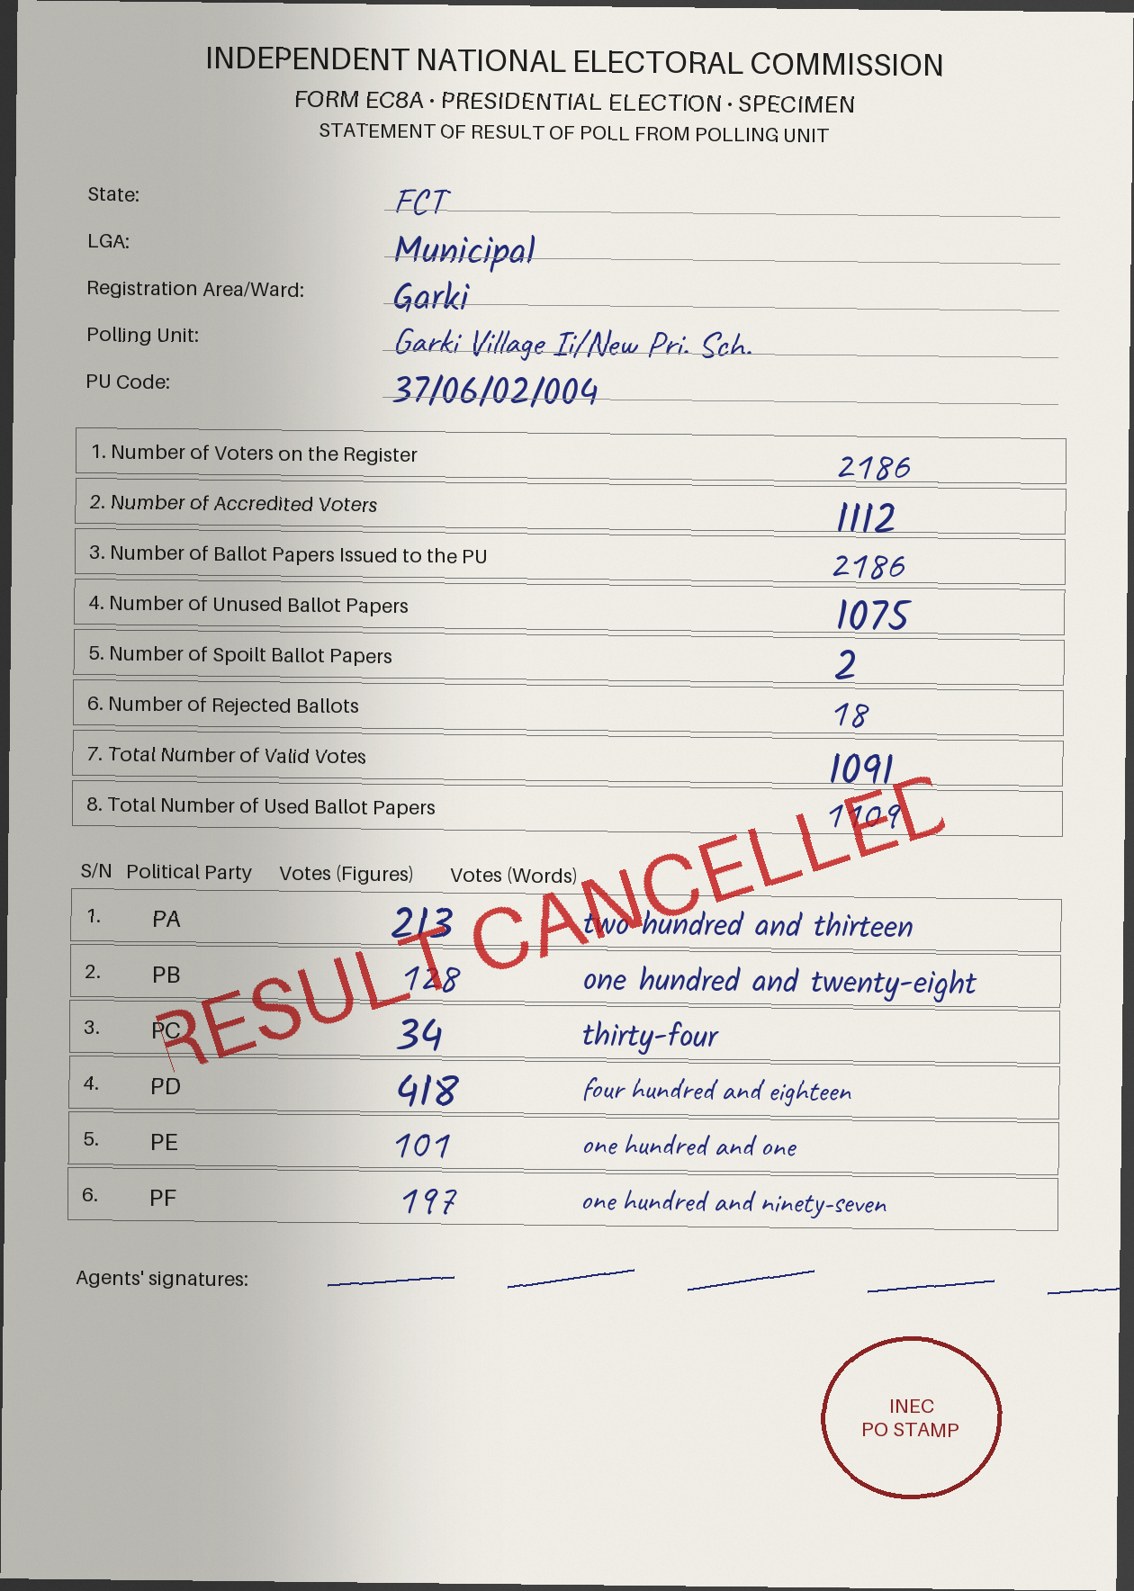 INDEPENDENT NATIONAL ELECTORAL COMMISSION
FORM EC8A · PRESIDENTIAL ELECTION · SPECIMEN
STATEMENT OF RESULT OF POLL FROM POLLING UNIT
State: FCT
LGA: Municipal
Registration Area/Ward: Garki
Polling Unit: Garki Village Ii/New Pri. Sch.
PU Code: 37/06/02/004
1. Number of Voters on the Register 2186
2. Number of Accredited Voters 1112
3. Number of Ballot Papers Issued to the PU 2186
4. Number of Unused Ballot Papers 1075
5. Number of Spoilt Ballot Papers 2
6. Number of Rejected Ballots 18
7. Total Number of Valid Votes 1091
8. Total Number of Used Ballot Papers 1109
RESULT CANCELLED
S/N Political Party Votes (Figures) Votes (Words)
1. PA 213 two hundred and thirteen
2. PB 128 one hundred and twenty-eight
3. PC 34 thirty-four
4. PD 418 four hundred and eighteen
5. PE 101 one hundred and one
6. PF 197 one hundred and ninety-seven
Agents' signatures:
INEC
PO STAMP